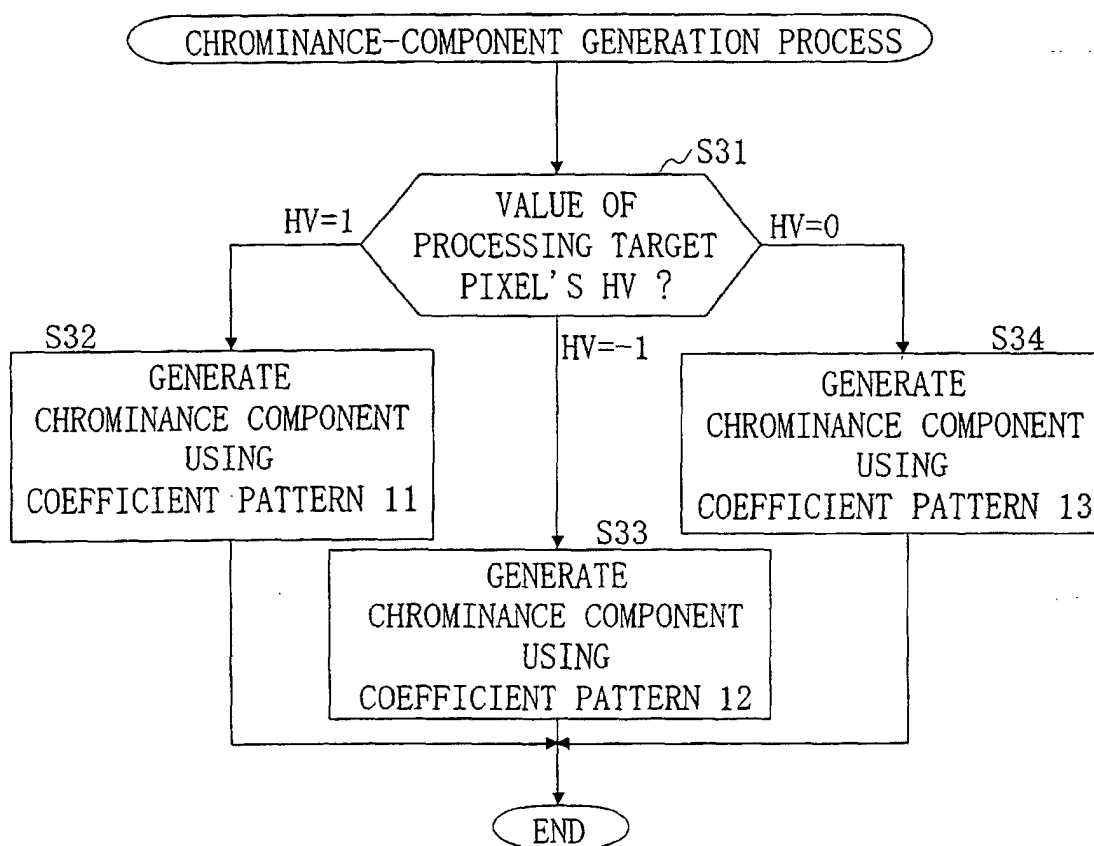 CHROMINANCE-COMPONENT GENERATION PROCESS
S31
VALUE OF
PROCESSING TARGET
PIXEL'S HV ?
HV=1
HV=0
HV=-1
S32
GENERATE
CHROMINANCE COMPONENT
USING
COEFFICIENT PATTERN 11
S34
GENERATE
CHROMINANCE COMPONENT
USING
COEFFICIENT PATTERN 13
S33
GENERATE
CHROMINANCE COMPONENT
USING
COEFFICIENT PATTERN 12
END